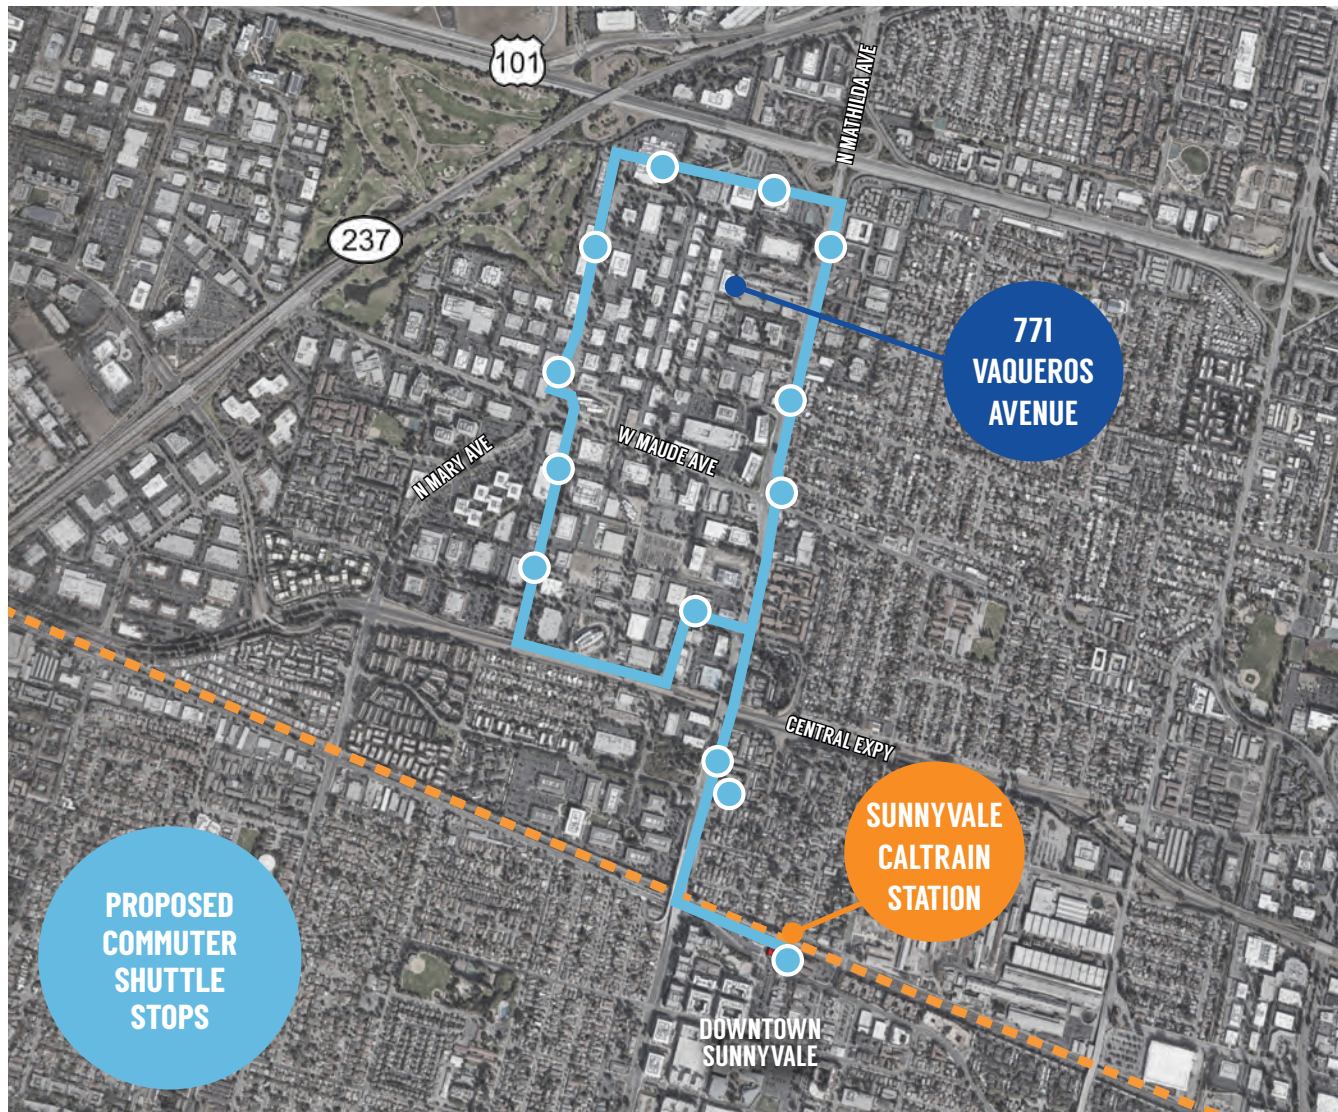 101
N MATHILDA AVE
237
771
VAQUEROS
AVENUE
W MAUDE AVE
N MARY AVE
CENTRAL EXPY
SUNNYVALE
CALTRAIN
STATION
PROPOSED
COMMUTER
SHUTTLE
STOPS
DOWNTOWN
SUNNYVALE